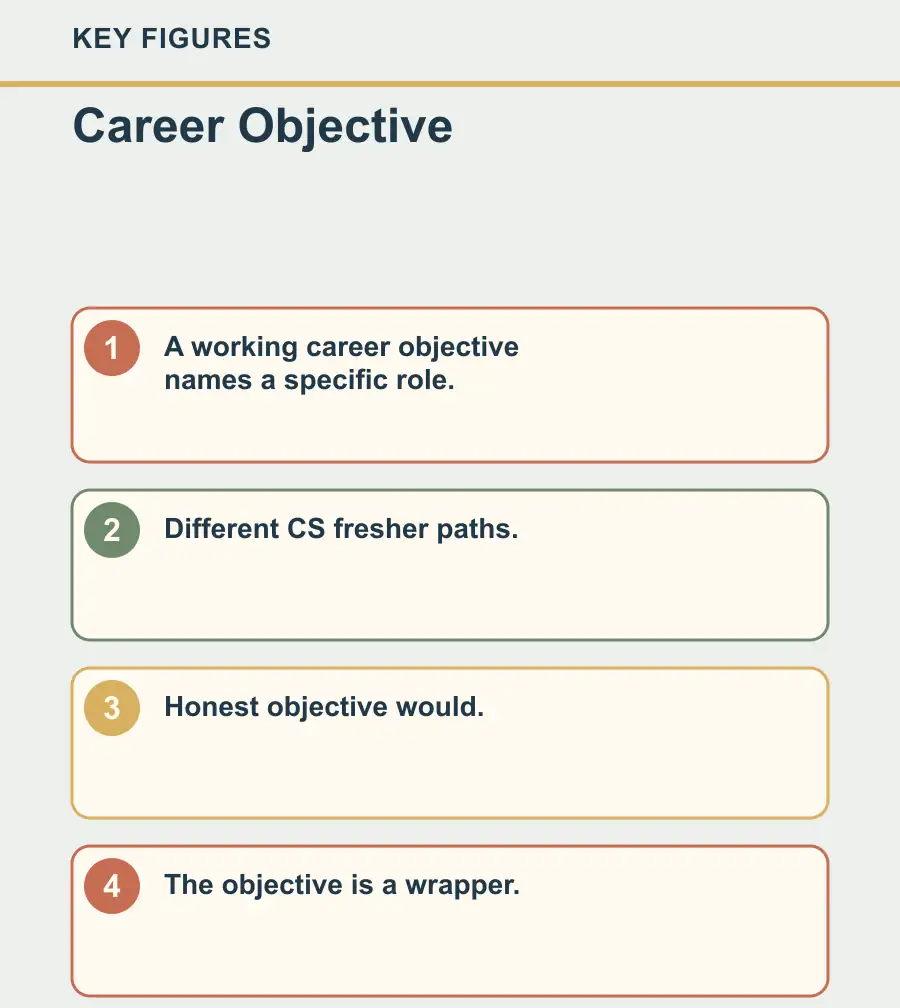 KEY FIGURES
Career Objective
1
A working career objective
names a specific role.
2
Different CS fresher paths.
3
Honest objective would.
4
The objective is a wrapper.